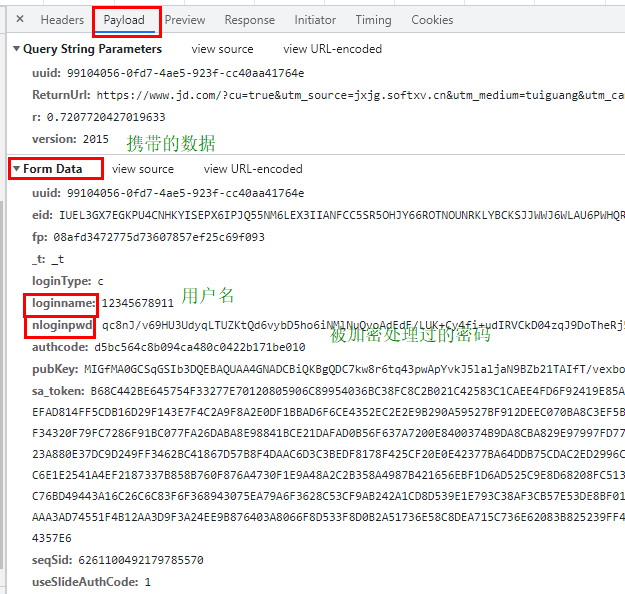 × Headers Payload Preview Response Initiator Timing Cookies
▼Query String Parameters view source view URL-encoded
uuid: 99104056-0fd7-4ae5-923f-cc40aa41764e
ReturnUrl: https://www.jd.com/?cu=true&utm_source=jxjg.softxv.cn&utm_medium=tuiguang&utm_ca
r: 0.7207720427019633
version: 2015 携带的数据
▼Form Data view source view URL-encoded
uuid: 99104056-0fd7-4ae5-923f-cc40aa41764e
eid: IUEL3GX7EGKPU4CNHKYISEPX6IPJQ55NM6LEX3IIANFCC5SR5OHJY66ROTNOUNRKLYBCKSJJWWJ6WLAU6PWHQR
fp: 08afd3472775d73607857ef25c69f093
_t: _t
loginType: c
loginname: 12345678911 用户名
nloginpwd: qc8nJ/v69HU3UdyqLTUZKtQd6vybD5ho6iNMlNuQyoAdEdF/LUK+Cy4fi+udIRVCkD04zqJ9DoTheRj5
被加密处理过的密码
authcode: d5bc564c8b094ca480c0422b171be010
pubKey: MIGfMA0GCSqGSIb3DQEBAQUAA4GNADCBiQKBgQDC7kw8r6tq43pwApYvkJ5laljaN9BZb21TAIfT/vexbo
sa_token: B68C442BE645754F33277E70120805906C89954036BC38FC8C2B021C42583C1CAEE4FD6F92419E85A
EFAD814FF5CDB16D29F143E7F4C2A9F8A2E0DF1BBAD6F6CE4352EC2E2E9B290A59527BF912DEEC070BA8C3EF5B
F34320F79FC7286F91BC077FA26DABA8E98841BCE21DAFAD0B56F637A7200E8400374B9DA8CBA829E97997FD77
23A880E37DC9D249FF3462BC41867D57B8F4DAAC6D3C3BEDF8178F425CF20E0E42377BA64DDB75CDAC2ED2996C
C6E1E2541A4EF2187337B858B760F876A4730F1E9A48A2C2B358A4987B421656EBF1D6AD525C9E8D68208FC513
C76BD49443A16C26C6C83F6F368943075EA79A6F3628C53CF9AB242A1CD8D539E1E793C38AF3CB57E53DE8BF01
AAA3AD74551F4B12AA3D9F3A24EE9B876403A8066F8D533F8D0B2A51736E58C8DEA715C736E62083B825239FF4
4357E6
seqSid: 6261100492179785570
useSlideAuthCode: 1